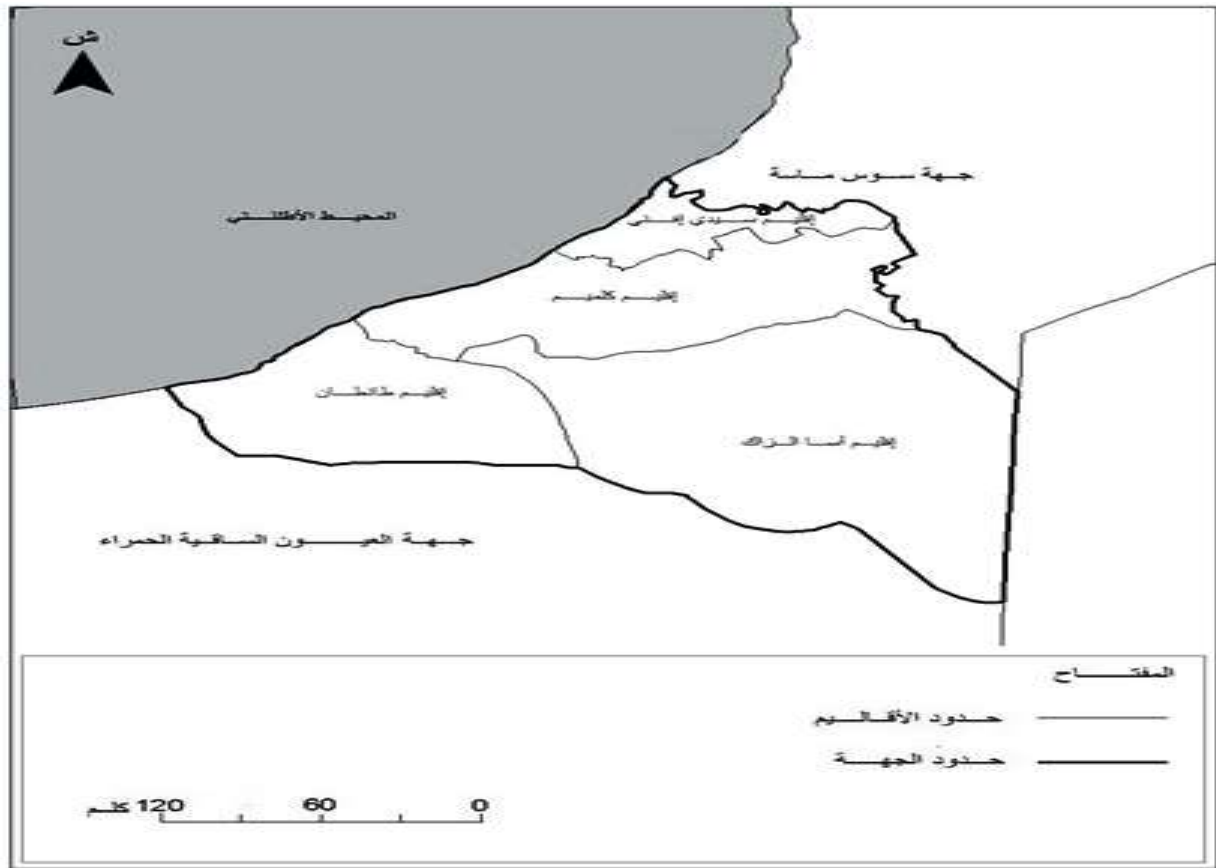 ش
جهة سوس ماسة
المحيط الأطلنتي
إقليم سيدي إفني
إقليم كلميم
إقليم طانطان
إقليم أسا الزاك
جهة العيون الساقية الحمراء
المفتاح
حدود الأقاليم
حدود الجهة
0 60 120 كلم